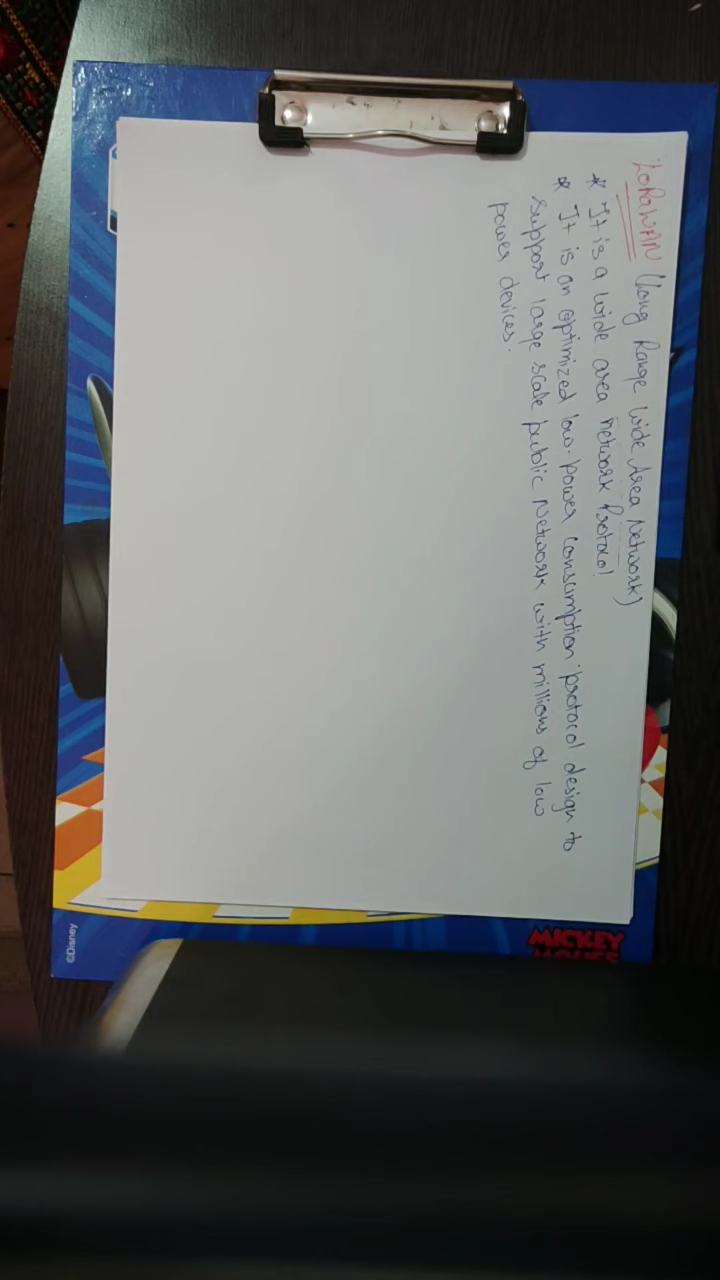 LoRaWAN (Long Range Wide Area Network)
* It is a wide area network Protocol
* It is an optimized low-power consumption protocol design to
support large scale public network with millions of low
power devices.
MICKEY
MOUSE
©Disney